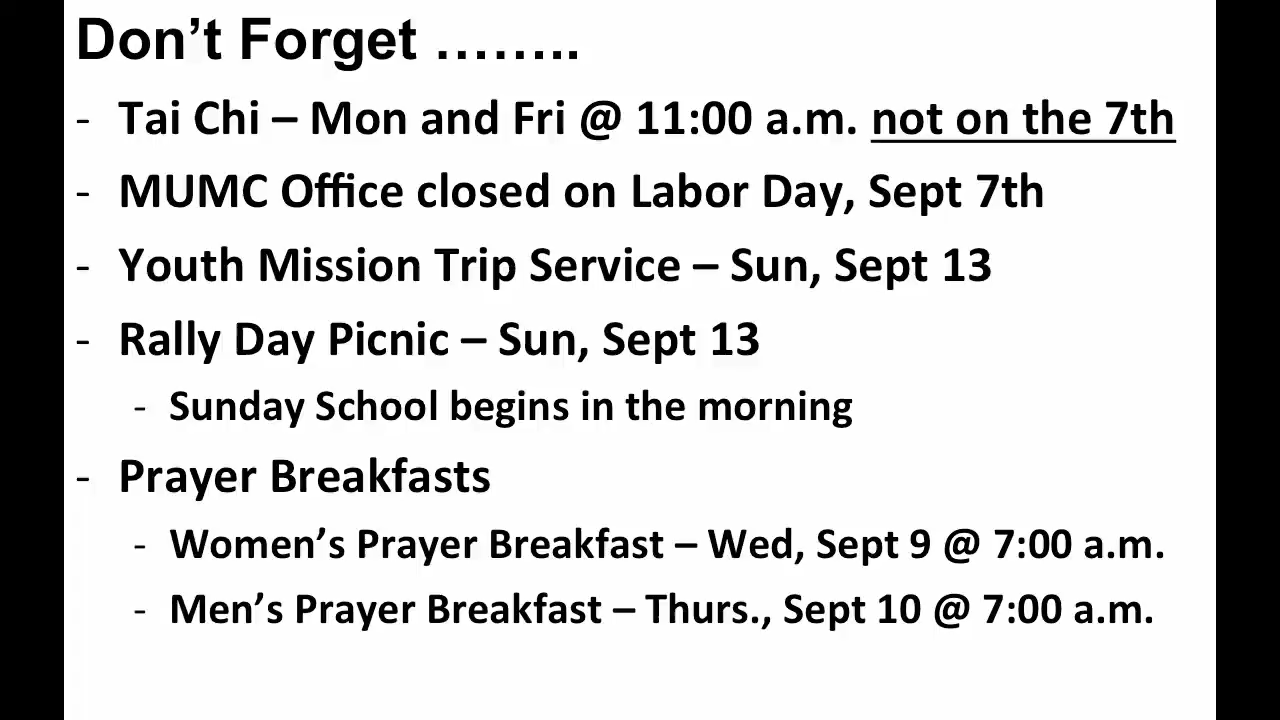 Don’t Forget ……..
- Tai Chi – Mon and Fri @ 11:00 a.m. not on the 7th
- MUMC Office closed on Labor Day, Sept 7th
- Youth Mission Trip Service – Sun, Sept 13
- Rally Day Picnic – Sun, Sept 13
- Sunday School begins in the morning
- Prayer Breakfasts
- Women’s Prayer Breakfast – Wed, Sept 9 @ 7:00 a.m.
- Men’s Prayer Breakfast – Thurs., Sept 10 @ 7:00 a.m.